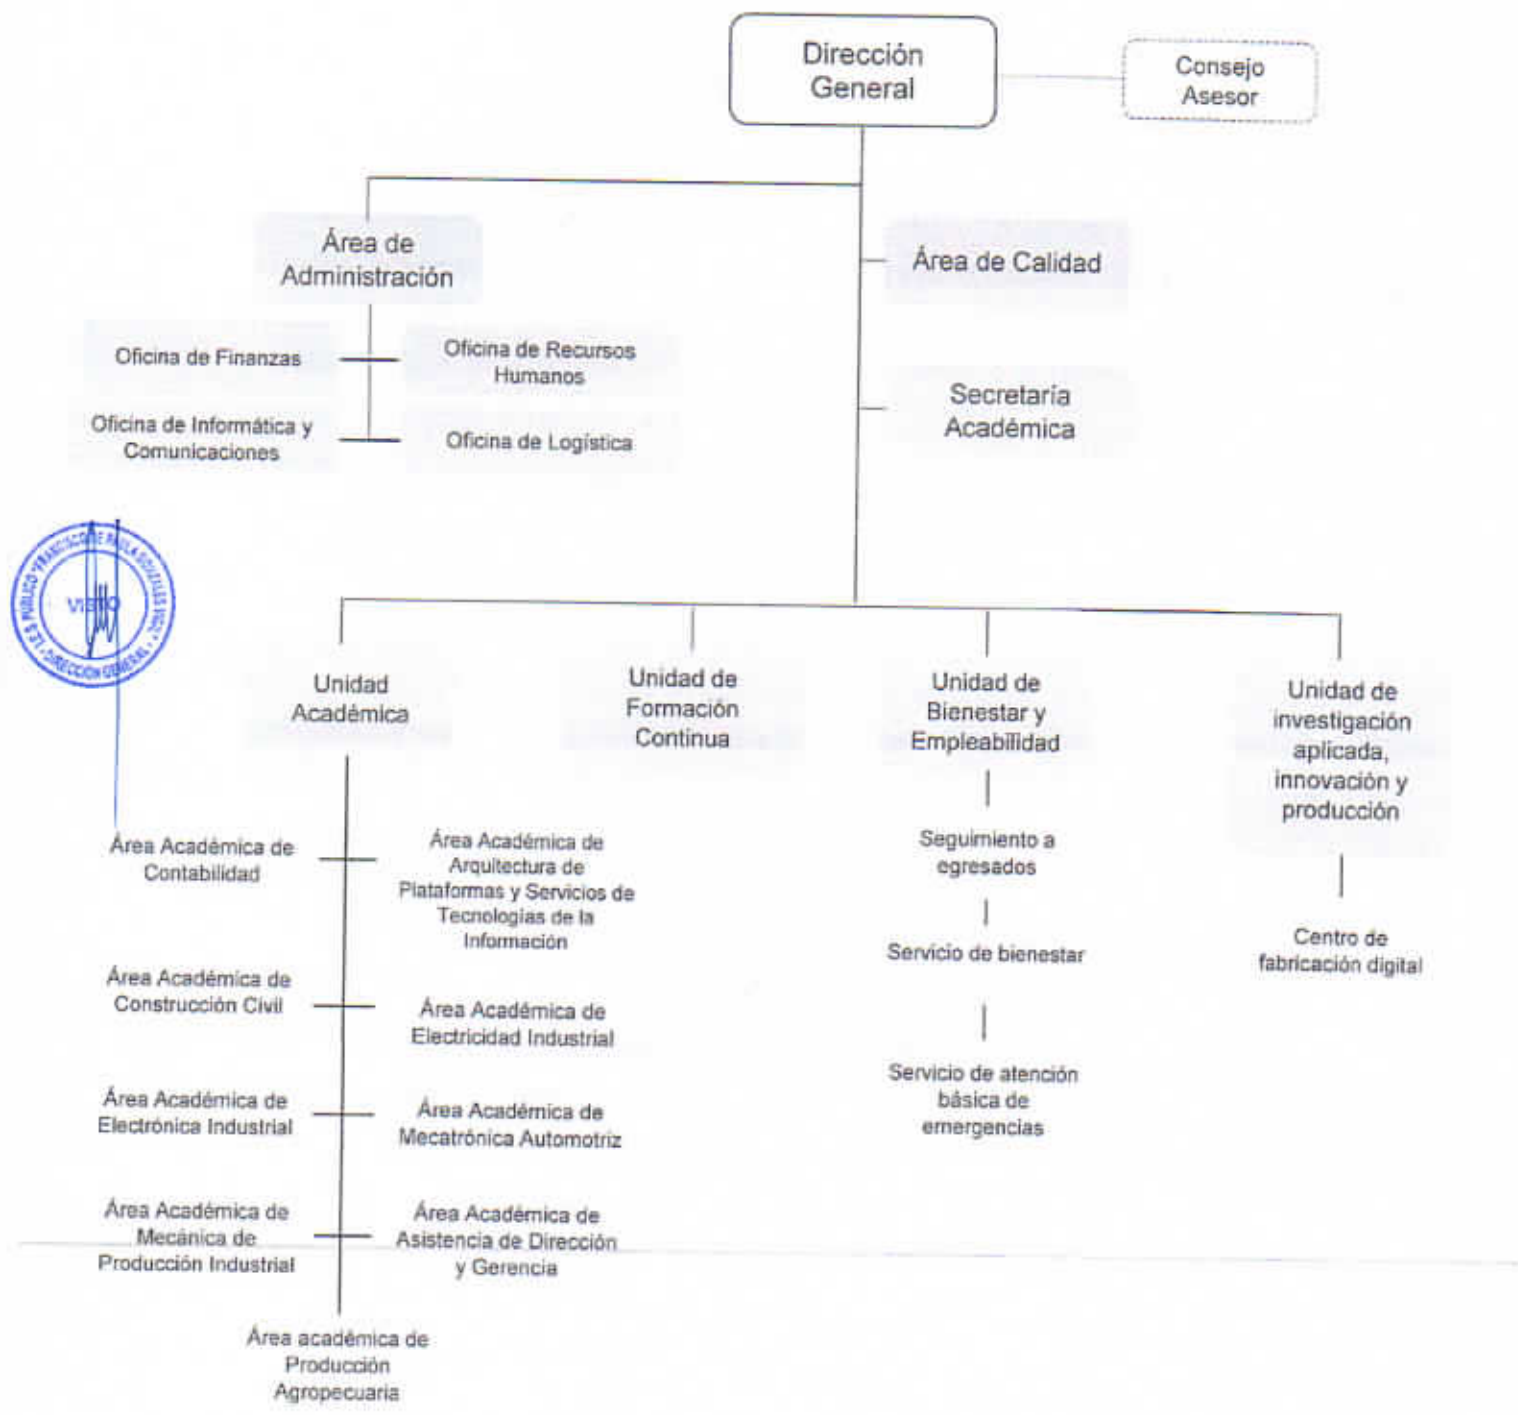 Dirección
General
Consejo
Asesor
Área de
Administración
Área de Calidad
Oficina de Finanzas
Oficina de Recursos
Humanos
Secretaría
Académica
Oficina de Informática y
Comunicaciones
Oficina de Logística
I.E.S PÚBLICO "FRANCISCO DE PAULA GONZALES VIGIL"
VISTO
DIRECCIÓN GENERAL
Unidad
Académica
Unidad de
Formación
Continua
Unidad de
Bienestar y
Empleabilidad
Unidad de
investigación
aplicada,
innovación y
producción
Área Académica de
Contabilidad
Área Académica de
Arquitectura de
Plataformas y Servicios de
Tecnologías de la
Información
Área Académica de
Construcción Civil
Área Académica de
Electricidad Industrial
Área Académica de
Electrónica Industrial
Área Académica de
Mecatrónica Automotriz
Área Académica de
Mecánica de
Producción Industrial
Área Académica de
Asistencia de Dirección
y Gerencia
Área académica de
Producción
Agropecuaria
Seguimiento a
egresados
Servicio de bienestar
Servicio de atención
básica de
emergencias
Centro de
fabricación digital